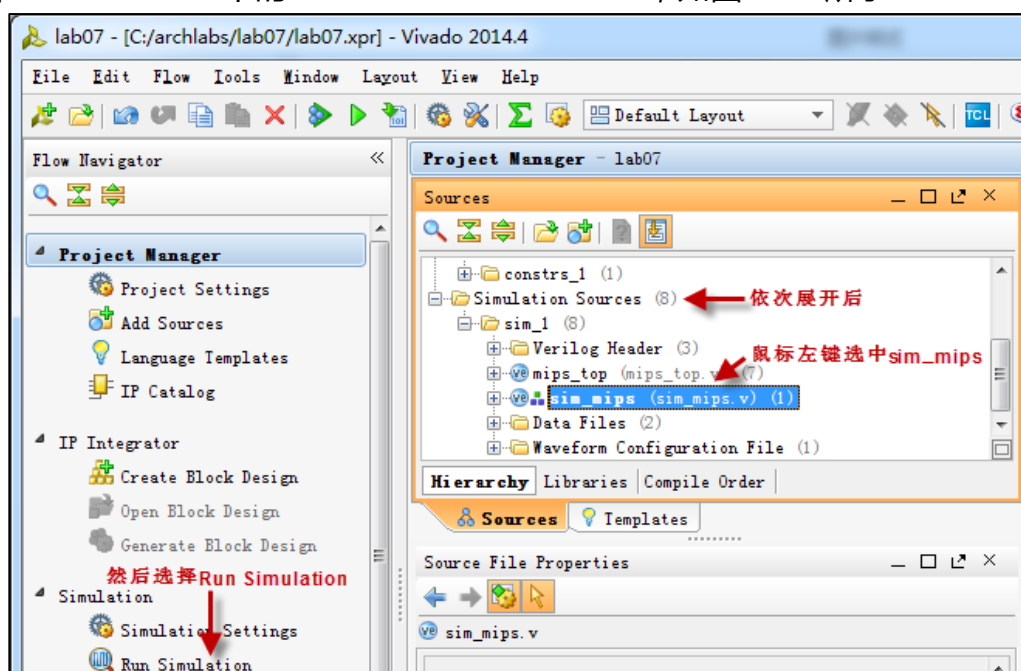 lab07 - [C:/archlabs/lab07/lab07.xpr] - Vivado 2014.4
File Edit Flow Tools Window Layout View Help
Default Layout
TCL
Flow Navigator
Project Manager
Project Settings
Add Sources
Language Templates
IP Catalog
IP Integrator
Create Block Design
Open Block Design
Generate Block Design
然后选择Run Simulation
Simulation
Simulation Settings
Run Simulation
Project Manager - lab07
Sources
constrs_1 (1)
Simulation Sources (8) 依次展开后
sim_1 (8)
Verilog Header (3)
鼠标左键选中sim_mips
mips_top (mips_top.v) (7)
sim_mips (sim_mips.v) (1)
Data Files (2)
Waveform Configuration File (1)
Hierarchy Libraries Compile Order
Sources Templates
Source File Properties
sim_mips.v